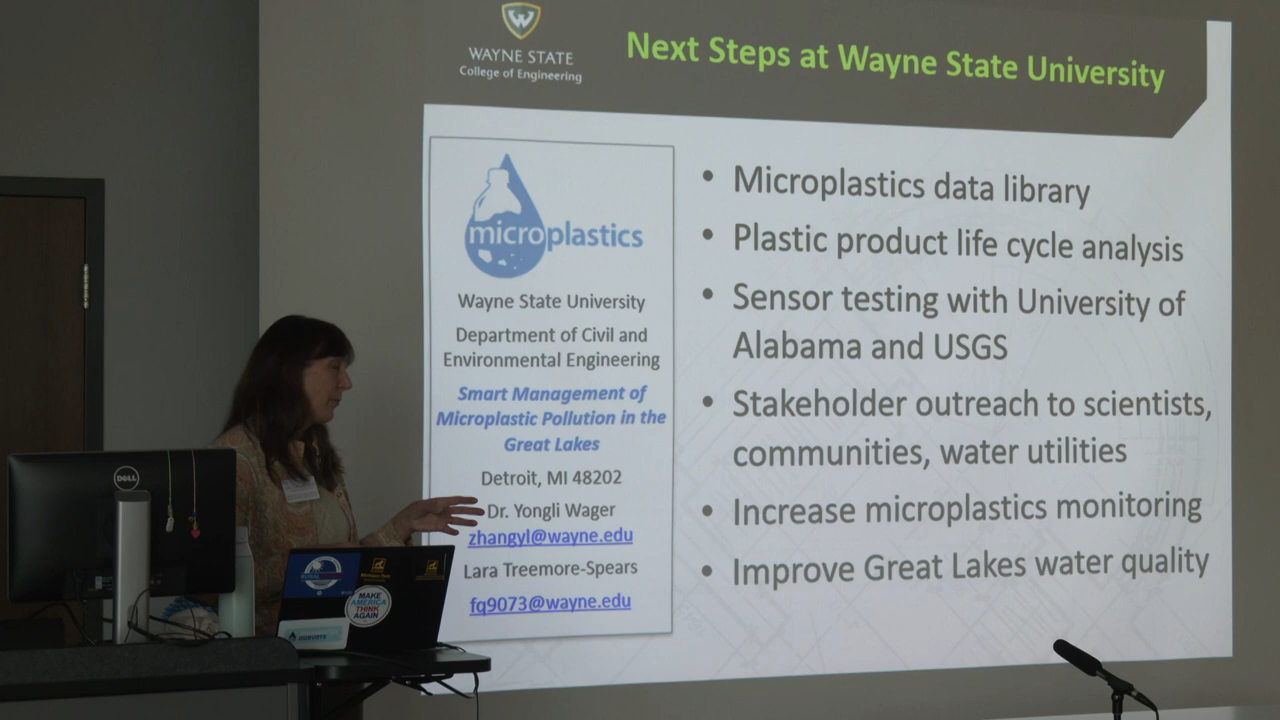 WAYNE STATE
College of Engineering
Next Steps at Wayne State University
microplastics
Wayne State University
Department of Civil and
Environmental Engineering
Smart Management of
Microplastic Pollution in the
Great Lakes
Detroit, MI 48202
Dr. Yongli Wager
zhangyl@wayne.edu
Lara Treemore-Spears
fq9073@wayne.edu
• Microplastics data library
• Plastic product life cycle analysis
• Sensor testing with University of
Alabama and USGS
• Stakeholder outreach to scientists,
communities, water utilities
• Increase microplastics monitoring
• Improve Great Lakes water quality
DELL
RURAL
MAKE
AMERICA
THINK
AGAIN